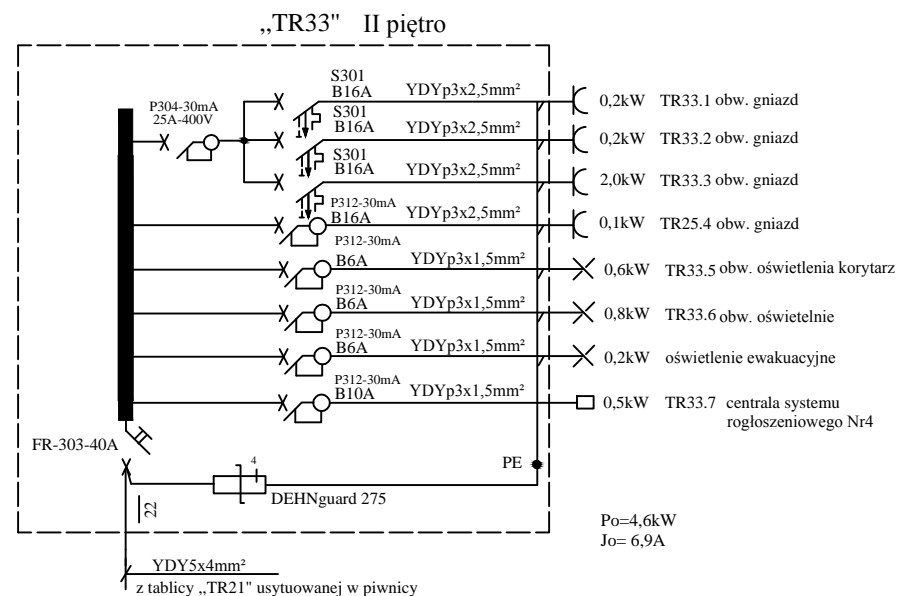 „TR33" II piętro
S301
B16A
YDYp3x2,5mm²
0,2kW TR33.1 obw. gniazd
P304-30mA
25A-400V
S301
B16A
YDYp3x2,5mm²
0,2kW TR33.2 obw. gniazd
S301
B16A
YDYp3x2,5mm²
2,0kW TR33.3 obw. gniazd
P312-30mA
B16A
YDYp3x2,5mm²
0,1kW TR25.4 obw. gniazd
P312-30mA
B6A
YDYp3x1,5mm²
0,6kW TR33.5 obw. oświetlenia korytarz
P312-30mA
B6A
YDYp3x1,5mm²
0,8kW TR33.6 obw. oświetelnie
P312-30mA
B6A
YDYp3x1,5mm²
0,2kW oświetlenie ewakuacyjne
P312-30mA
B10A
YDYp3x1,5mm²
0,5kW TR33.7 centrala systemu
rogłoszeniowego Nr4
FR-303-40A
4
PE
DEHNguard 275
22
Po=4,6kW
Jo= 6,9A
YDY5x4mm²
z tablicy „TR21" usytuowanej w piwnicy